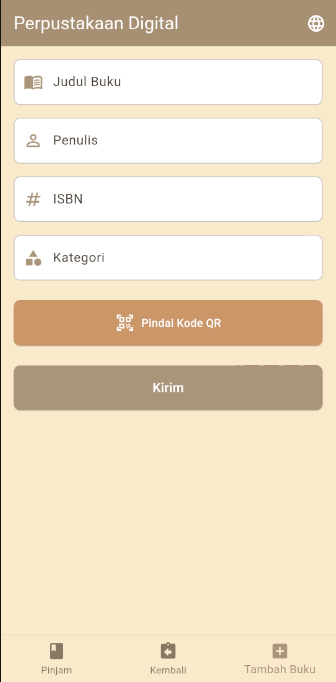 Perpustakaan Digital
Judul Buku
Penulis
ISBN
Kategori
Pindai Kode QR
Kirim
Pinjam
Kembali
Tambah Buku